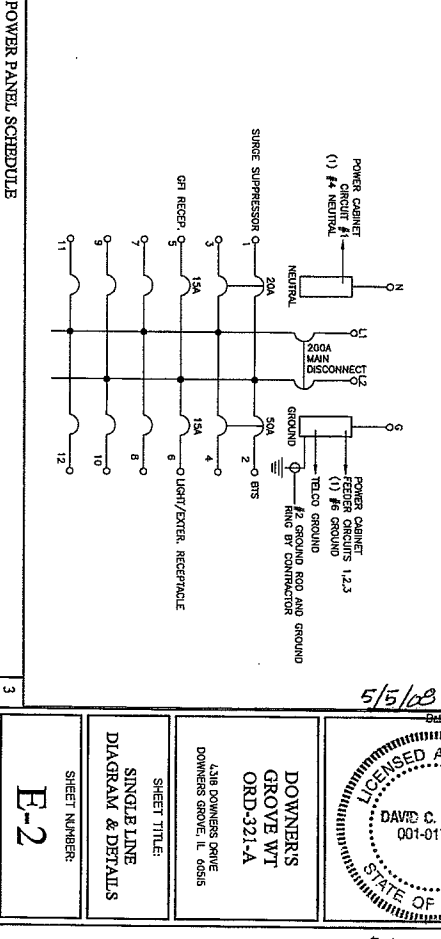 POWER CABINET
CIRCUIT #1
(1) #4 NEUTRAL
NEUTRAL
N
L1
200A
MAIN
DISCONNECT
L2
G
GROUND
POWER CABINET
FEEDER CIRCUITS 1,2,3
(1) #6 GROUND
TELCO GROUND
#2 GROUND ROD AND GROUND
RING BY CONTRACTOR
SURGE SUPPRESSOR
1
20A
50A
2
BTS
3
4
GFI RECEP.
5
15A
15A
6
LIGHT/EXTER. RECEPTACLE
7
8
9
10
11
12
POWER PANEL SCHEDULE
3
5/5/08
LICENSED
DAVID C.
STATE OF
DOWNER'S
GROVE WT
ORD-321-A
4318 DOWNERS DRIVE
DOWNERS GROVE, IL 60515
SHEET TITLE:
SINGLE LINE
DIAGRAM & DETAILS
SHEET NUMBER:
E-2